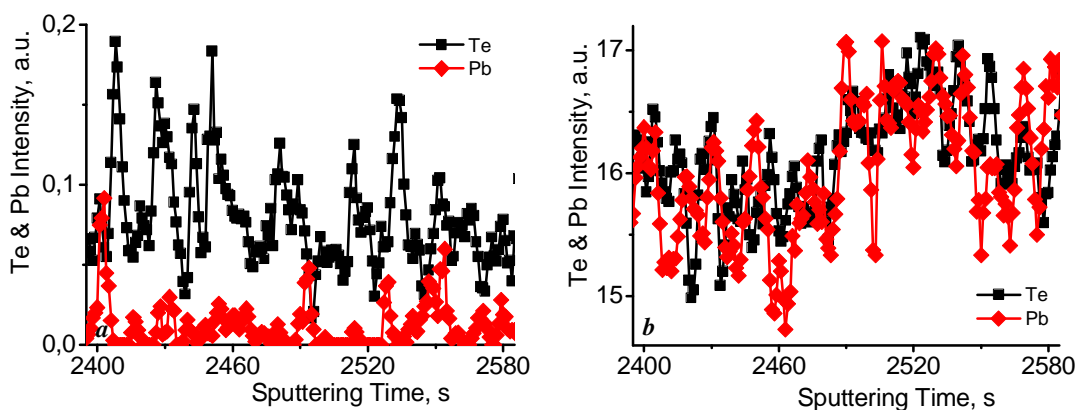 Te & Pb Intensity, a.u.
0,2
0,1
0,0
Te
Pb
a
2400 2460 2520 2580
Sputtering Time, s
Te & Pb Intensity, a.u.
17
16
15
Te
Pb
b
2400 2460 2520 2580
Sputtering Time, s